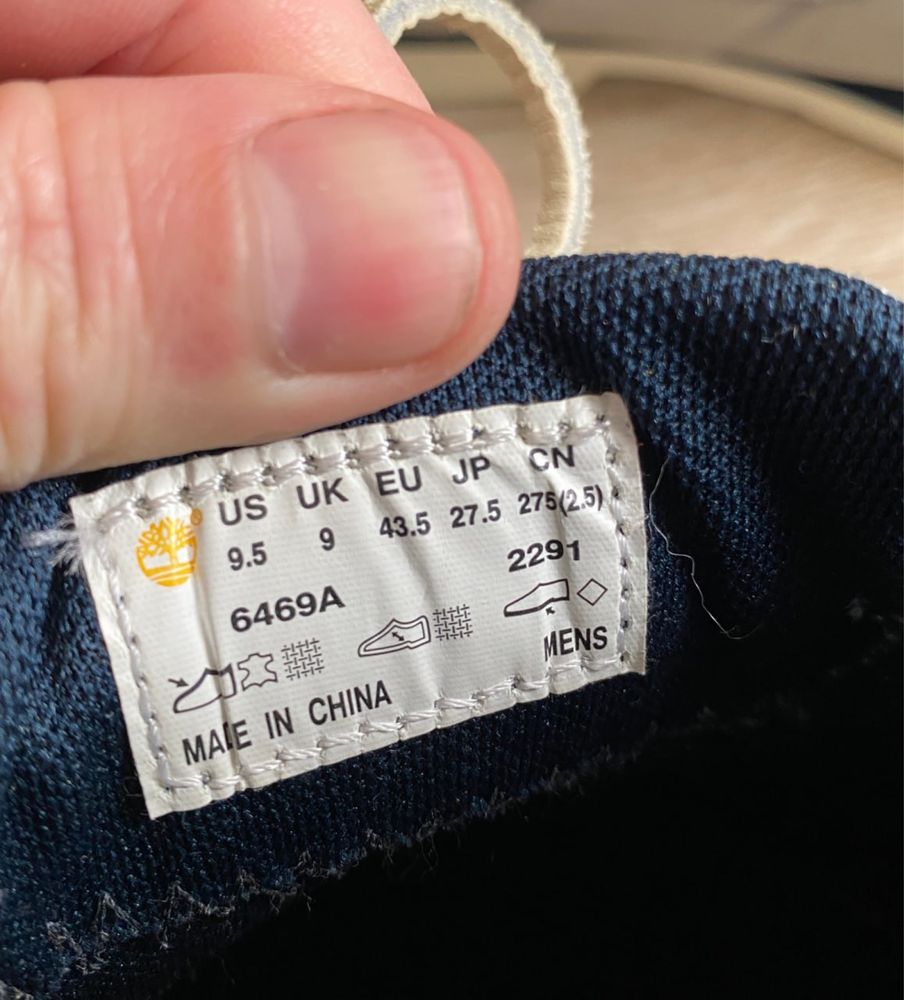 US UK EU JP CN
9.5 9 43.5 27.5 275(2.5)
6469A 2291
MENS
MADE IN CHINA